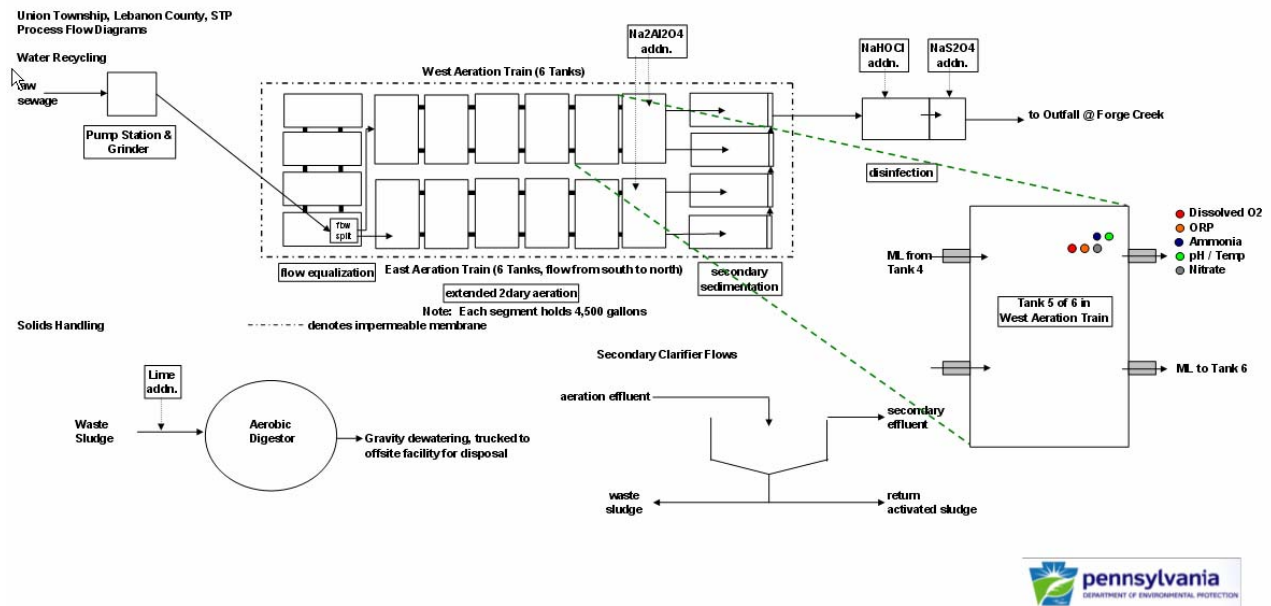 Union Township, Lebanon County, STP
Process Flow Diagrams
Water Recycling
sewage
Pump Station &
Grinder
West Aeration Train (6 Tanks)
Na2Al2O4
addn.
NaHOCl
addn.
NaS2O4
addn.
to Outfall @ Forge Creek
disinfection
flow
split
flow equalization
East Aeration Train (6 Tanks, flow from south to north)
secondary
sedimentation
extended 2dary aeration
Note: Each segment holds 4,500 gallons
Dissolved O2
ORP
Ammonia
pH / Temp
Nitrate
ML from
Tank 4
Tank 5 of 6 in
West Aeration Train
ML to Tank 6
Solids Handling
denotes impermeable membrane
Lime
addn.
Waste
Sludge
Aerobic
Digestor
Gravity dewatering, trucked to
offsite facility for disposal
Secondary Clarifier Flows
aeration effluent
secondary
effluent
waste
sludge
return
activated sludge
pennsylvania
DEPARTMENT OF ENVIRONMENTAL PROTECTION